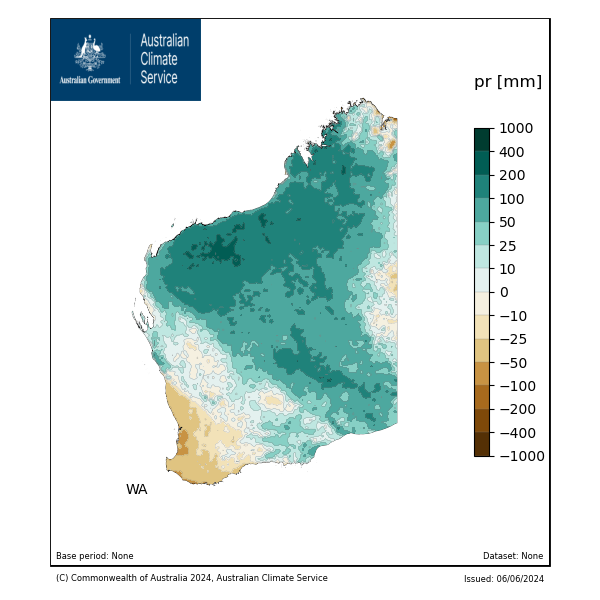 Australian
Climate
Service
Australian Government
pr [mm]
1000
400
200
100
50
25
10
0
−10
−25
−50
−100
−200
−400
−1000
WA
Base period: None
Dataset: None
(C) Commonwealth of Australia 2024, Australian Climate Service
Issued: 06/06/2024